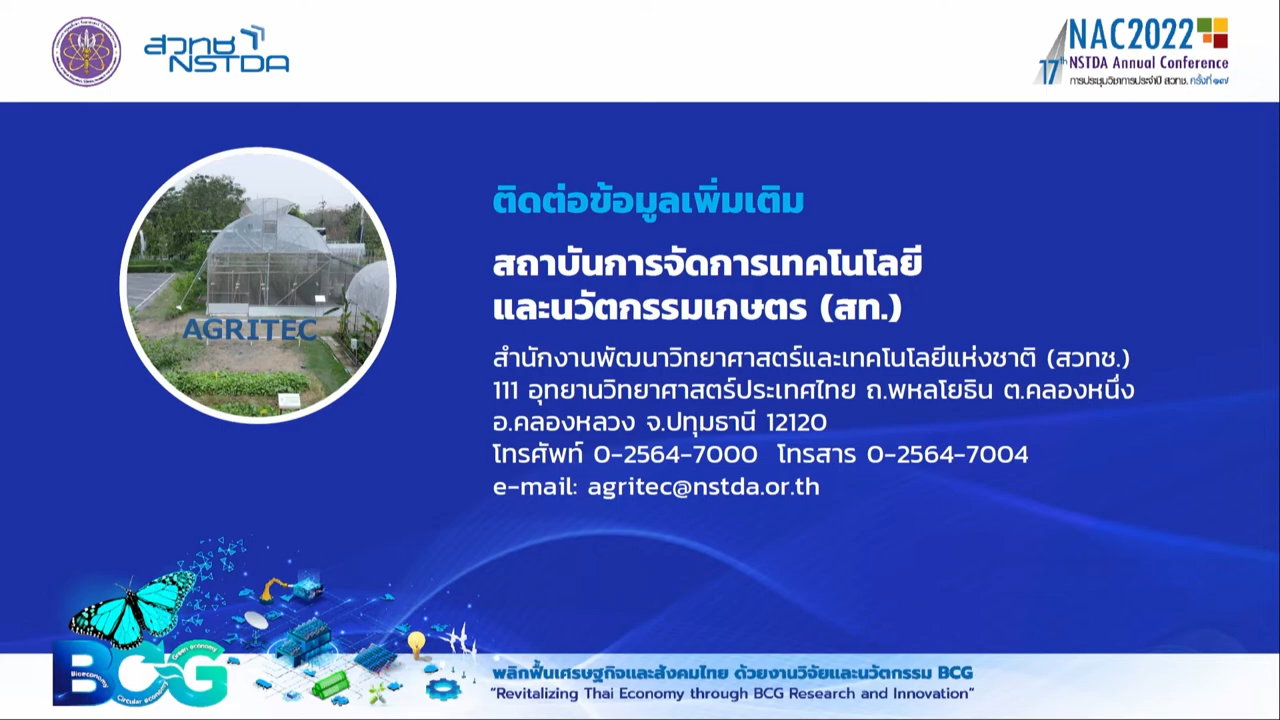 สวทช
NSTDA
NAC2022
17th NSTDA Annual Conference
การประชุมวิชาการประจำปี สวทช. ครั้งที่ ๑๗
AGRITEC
ติดต่อข้อมูลเพิ่มเติม
สถาบันการจัดการเทคโนโลยี
และนวัตกรรมเกษตร (สท.)
สำนักงานพัฒนาวิทยาศาสตร์และเทคโนโลยีแห่งชาติ (สวทช.)
111 อุทยานวิทยาศาสตร์ประเทศไทย ถ.พหลโยธิน ต.คลองหนึ่ง
อ.คลองหลวง จ.ปทุมธานี 12120
โทรศัพท์ 0-2564-7000 โทรสาร 0-2564-7004
e-mail: agritec@nstda.or.th
BCG
Bioeconomy
Circular economy
Green economy
พลิกฟื้นเศรษฐกิจและสังคมไทย ด้วยงานวิจัยและนวัตกรรม BCG
"Revitalizing Thai Economy through BCG Research and Innovation"